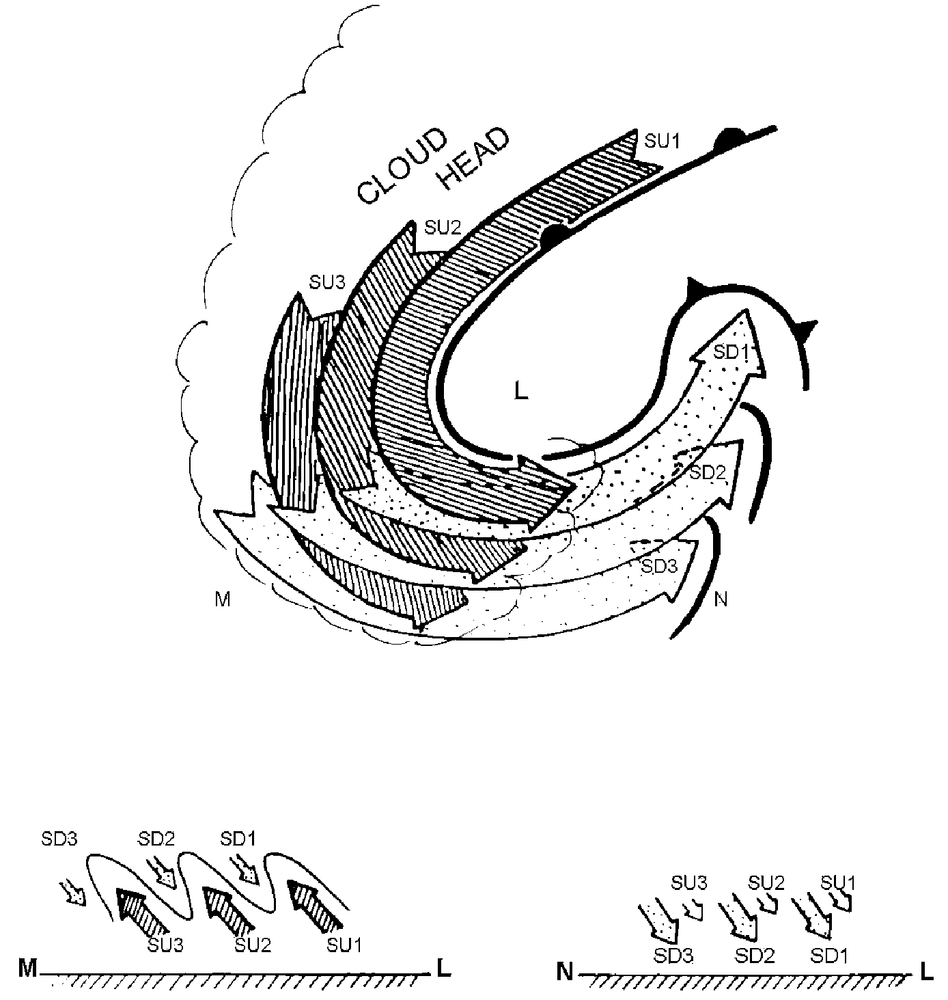 CLOUD
HEAD
SU1
SU2
SU3
SD1
L
SD2
SD3
M
N
SD3 SD2 SD1
SU3 SU2 SU1
M L
SU3 SU2 SU1
SD3 SD2 SD1
N L